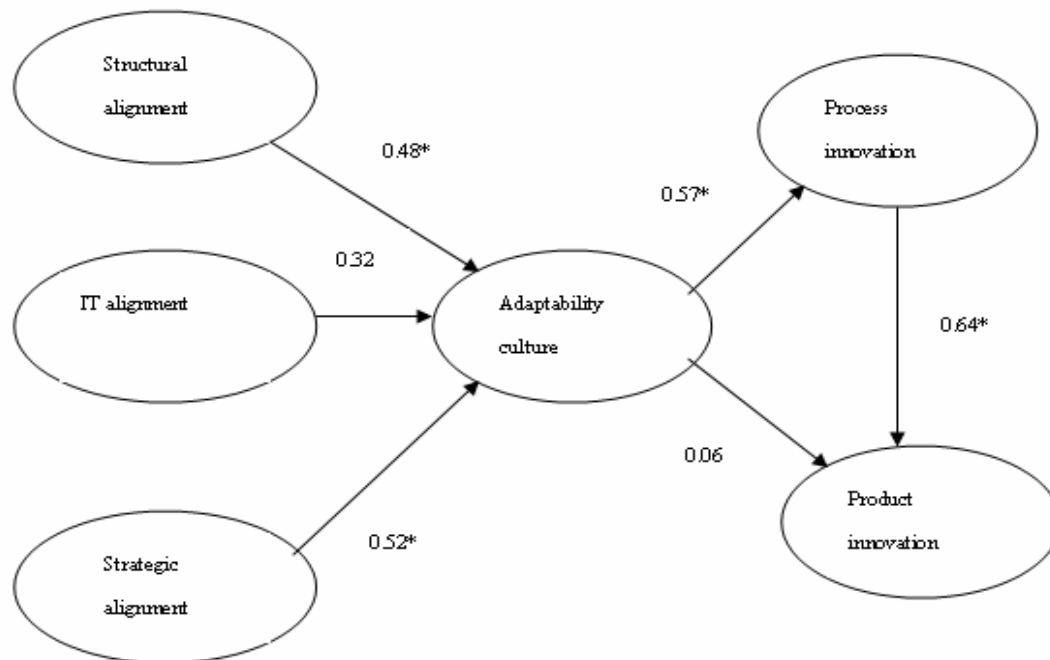 Structural
alignment
0.48*
Process
innovation
0.57*
IT alignment
0.32
Adaptability
culture
0.64*
0.06
Strategic
alignment
0.52*
Product
innovation